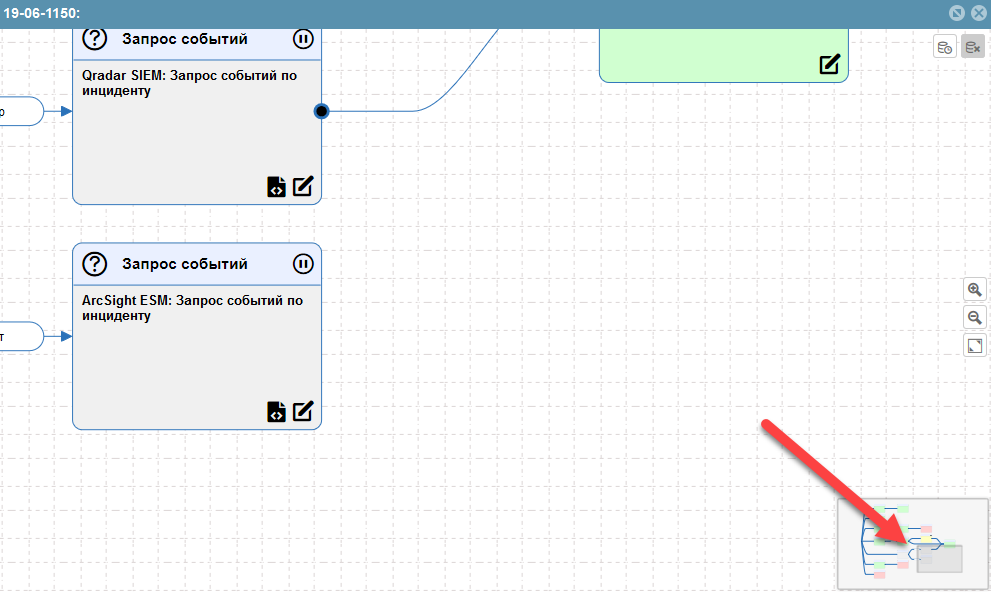 19-06-1150:
Запрос событий
Qradar SIEM: Запрос событий по
инциденту
р
Запрос событий
ArcSight ESM: Запрос событий по
инциденту
т